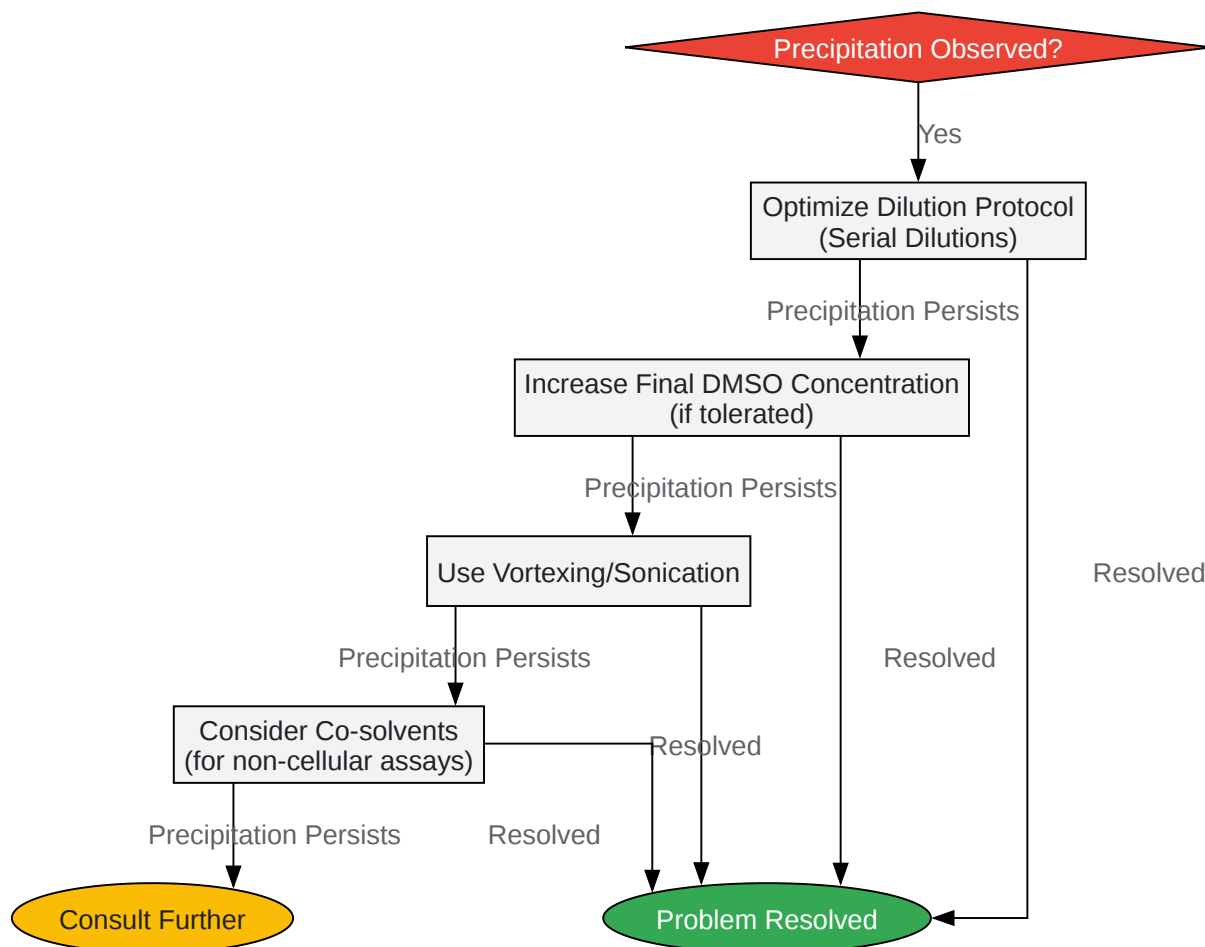 Precipitation Observed?
Yes
Optimize Dilution Protocol
(Serial Dilutions)
Precipitation Persists
Increase Final DMSO Concentration
(if tolerated)
Precipitation Persists
Use Vortexing/Sonication
Resolved
Precipitation Persists
Resolved
Consider Co-solvents
(for non-cellular assays)
Resolved
Precipitation Persists
Resolved
Consult Further
Problem Resolved